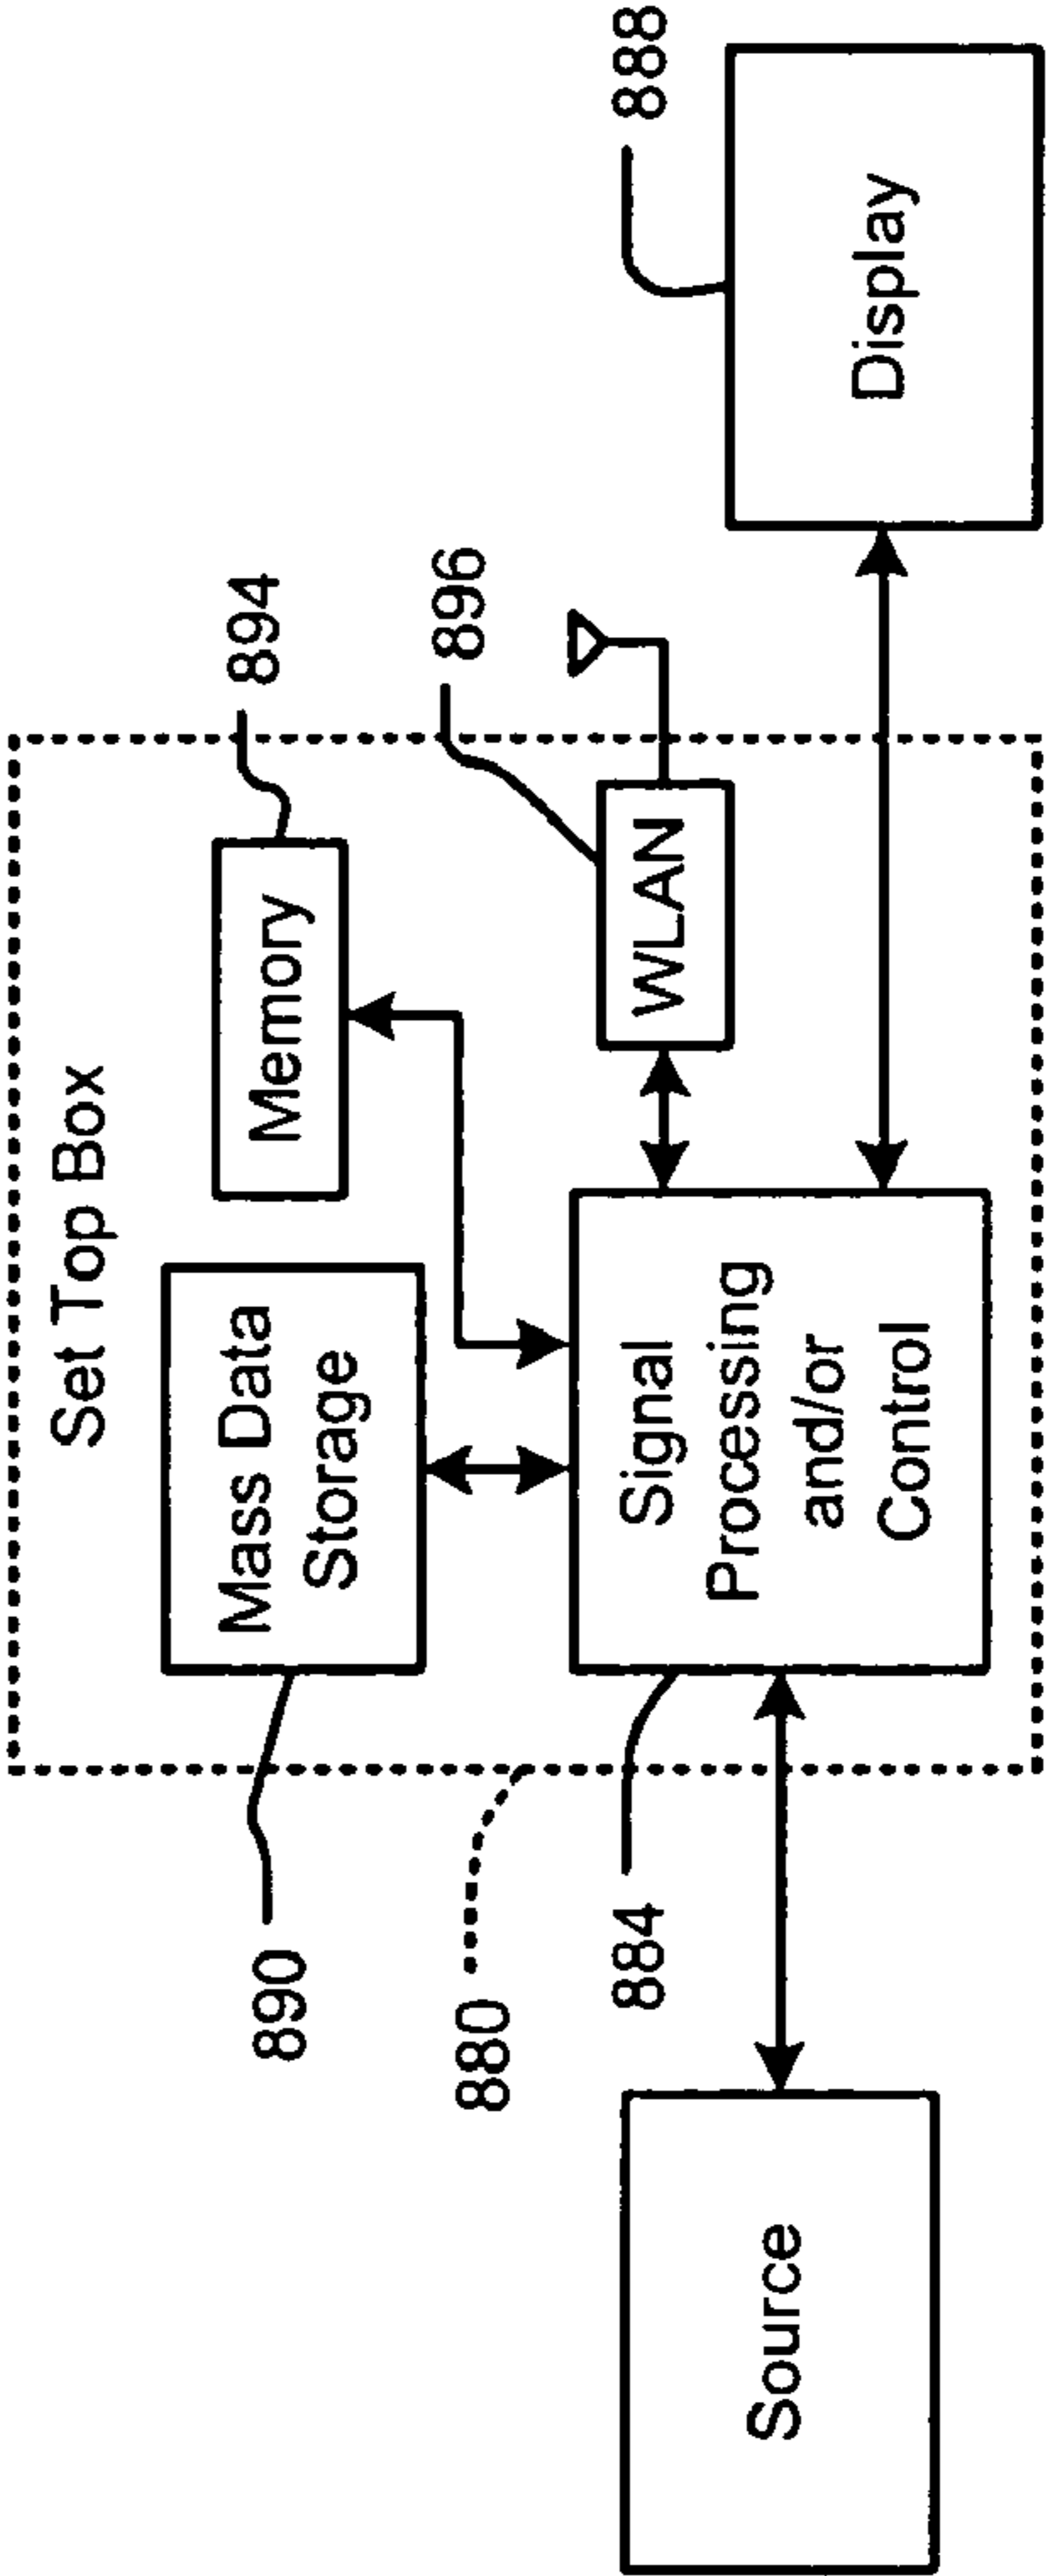 Set Top Box
890
Mass Data
Storage
Memory
894
880
896
884
Signal
Processing
and/or
Control
WLAN
888
Source
Display